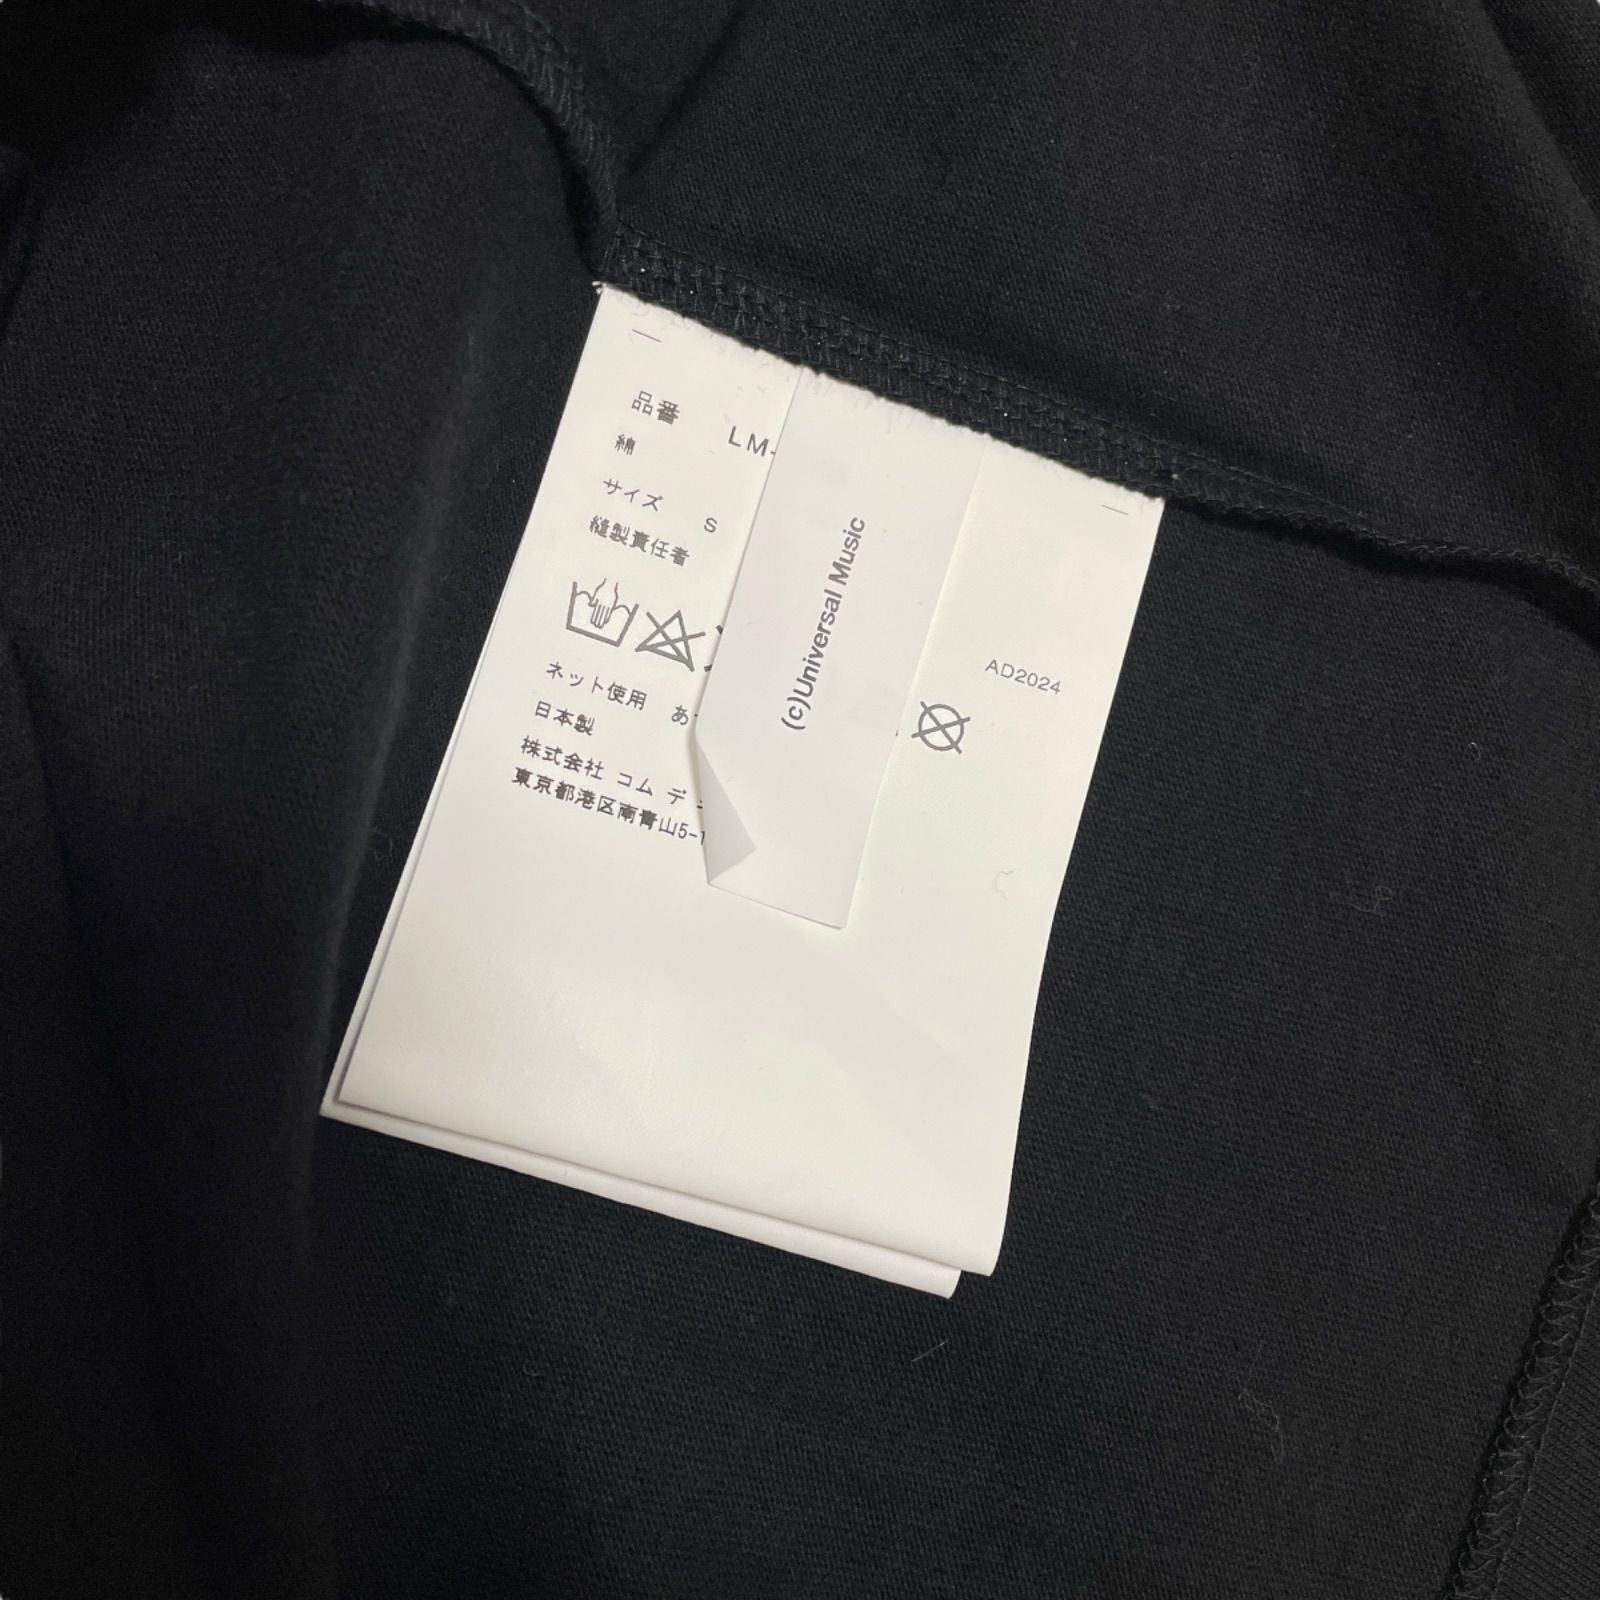 品番 LM-
綿
サイズ S
縫製責任者
ネット使用 あ
日本製
株式会社 コム デ
東京都港区南青山5-1
(c)Universal Music
AD2024